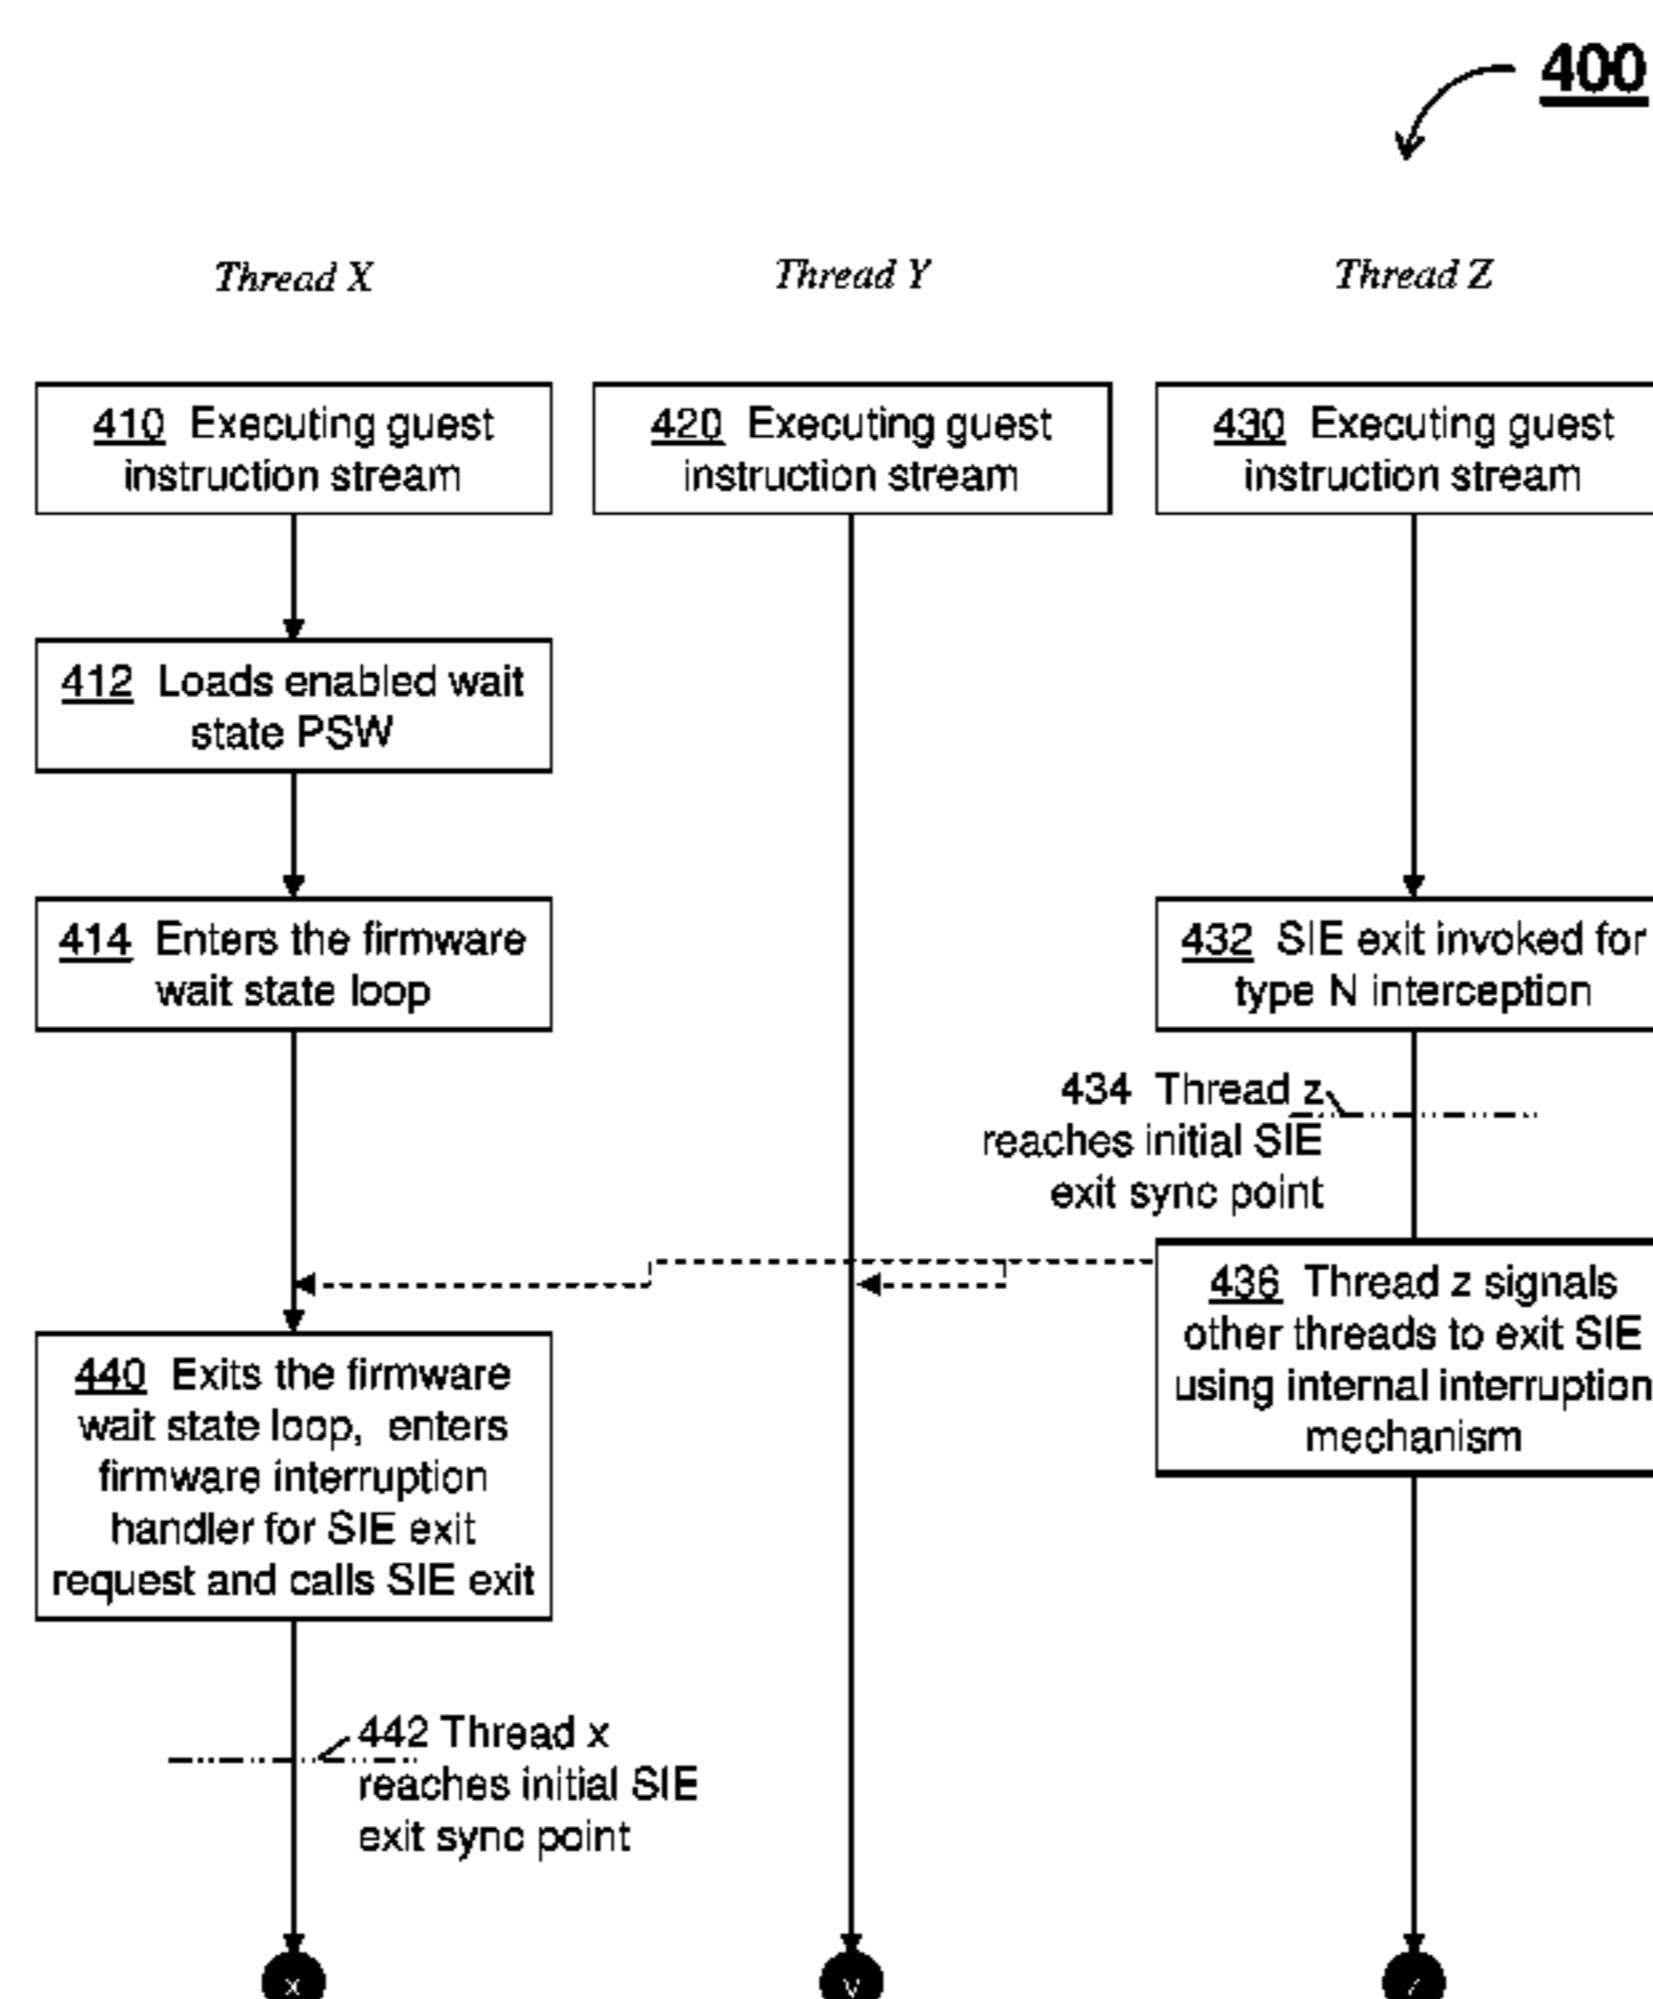 400
Thread X
Thread Y
Thread Z
410 Executing guest
instruction stream
420 Executing guest
instruction stream
430 Executing guest
instruction stream
412 Loads enabled wait
state PSW
414 Enters the firmware
wait state loop
432 SIE exit invoked for
type N interception
434 Thread z
reaches initial SIE
exit sync point
436 Thread z signals
other threads to exit SIE
using internal interruption
mechanism
440 Exits the firmware
wait state loop, enters
firmware interruption
handler for SIE exit
request and calls SIE exit
442 Thread x
reaches initial SIE
exit sync point
x
y
z